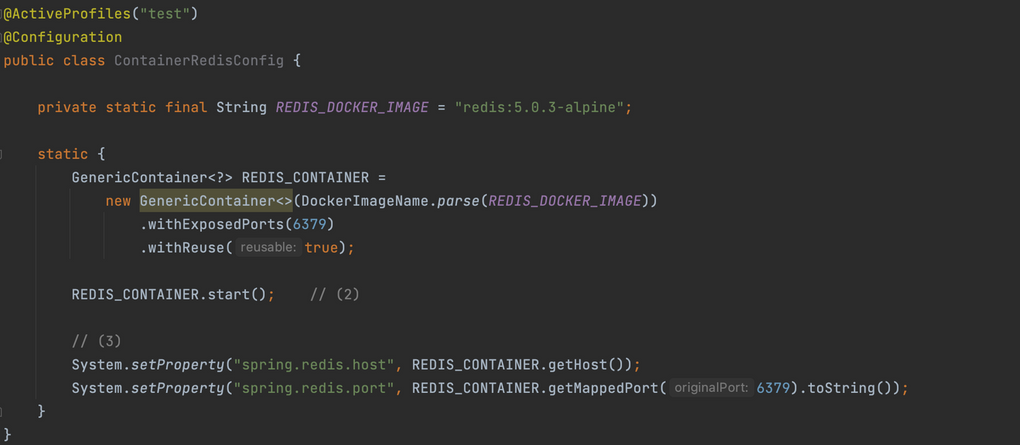 @ActiveProfiles("test")
@Configuration
public class ContainerRedisConfig {
private static final String REDIS_DOCKER_IMAGE = "redis:5.0.3-alpine";
static {
GenericContainer<?> REDIS_CONTAINER =
new GenericContainer<>(DockerImageName.parse(REDIS_DOCKER_IMAGE))
.withExposedPorts(6379)
.withReuse( reusable: true);
REDIS_CONTAINER.start(); // (2)
// (3)
System.setProperty("spring.redis.host", REDIS_CONTAINER.getHost());
System.setProperty("spring.redis.port", REDIS_CONTAINER.getMappedPort( originalPort: 6379).toString());
}
}